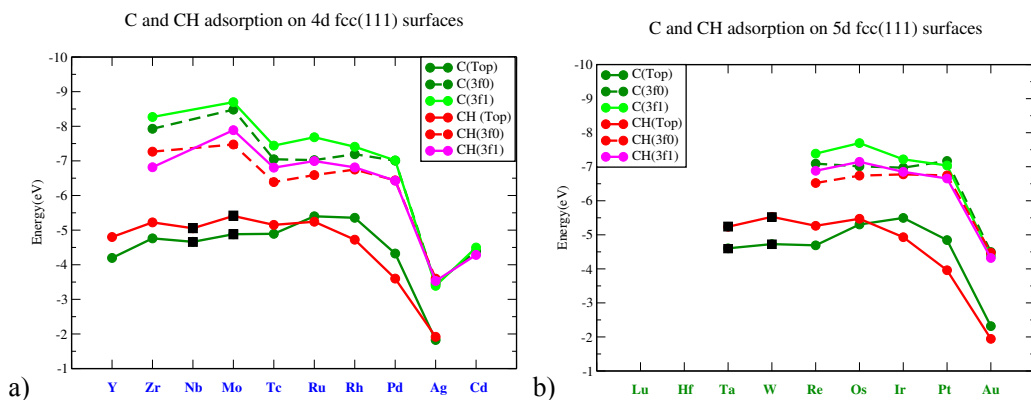 C and CH adsorption on 4d fcc(111) surfaces
Energy(eV)
-10
-9
-8
-7
-6
-5
-4
-3
-2
-1
C(Top)
C(3f0)
C(3f1)
CH (Top)
CH(3f0)
CH(3f1)
Y Zr Nb Mo Tc Ru Rh Pd Ag Cd
a)
C and CH adsorption on 5d fcc(111) surfaces
Energy(eV)
-10
-9
-8
-7
-6
-5
-4
-3
-2
-1
C(Top)
C(3f0)
C(3f1)
CH(Top)
CH(3f0)
CH(3f1)
Lu Hf Ta W Re Os Ir Pt Au
b)